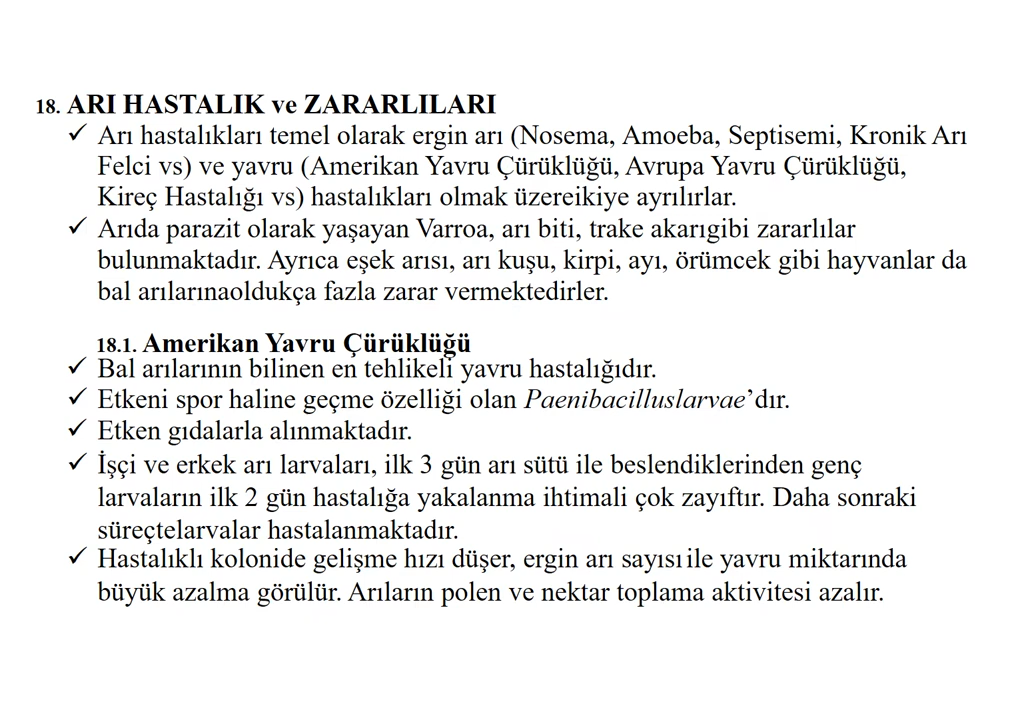 18. ARI HASTALIK ve ZARARLILARI
✓ Arı hastalıkları temel olarak ergin arı (Nosema, Amoeba, Septisemi, Kronik Arı
Felci vs) ve yavru (Amerikan Yavru Çürüklüğü, Avrupa Yavru Çürüklüğü,
Kireç Hastalığı vs) hastalıkları olmak üzereikiye ayrılırlar.
✓ Arıda parazit olarak yaşayan Varroa, arı biti, trake akarıgibi zararlılar
bulunmaktadır. Ayrıca eşek arısı, arı kuşu, kirpi, ayı, örümcek gibi hayvanlar da
bal arılarınaoldukça fazla zarar vermektedirler.
18.1. Amerikan Yavru Çürüklüğü
✓ Bal arılarının bilinen en tehlikeli yavru hastalığıdır.
✓ Etkeni spor haline geçme özelliği olan Paenibacilluslarvae’dır.
✓ Etken gıdalarla alınmaktadır.
✓ İşçi ve erkek arı larvaları, ilk 3 gün arı sütü ile beslendiklerinden genç
larvaların ilk 2 gün hastalığa yakalanma ihtimali çok zayıftır. Daha sonraki
süreçtelarvalar hastalanmaktadır.
✓ Hastalıklı kolonide gelişme hızı düşer, ergin arı sayısı ile yavru miktarında
büyük azalma görülür. Arıların polen ve nektar toplama aktivitesi azalır.